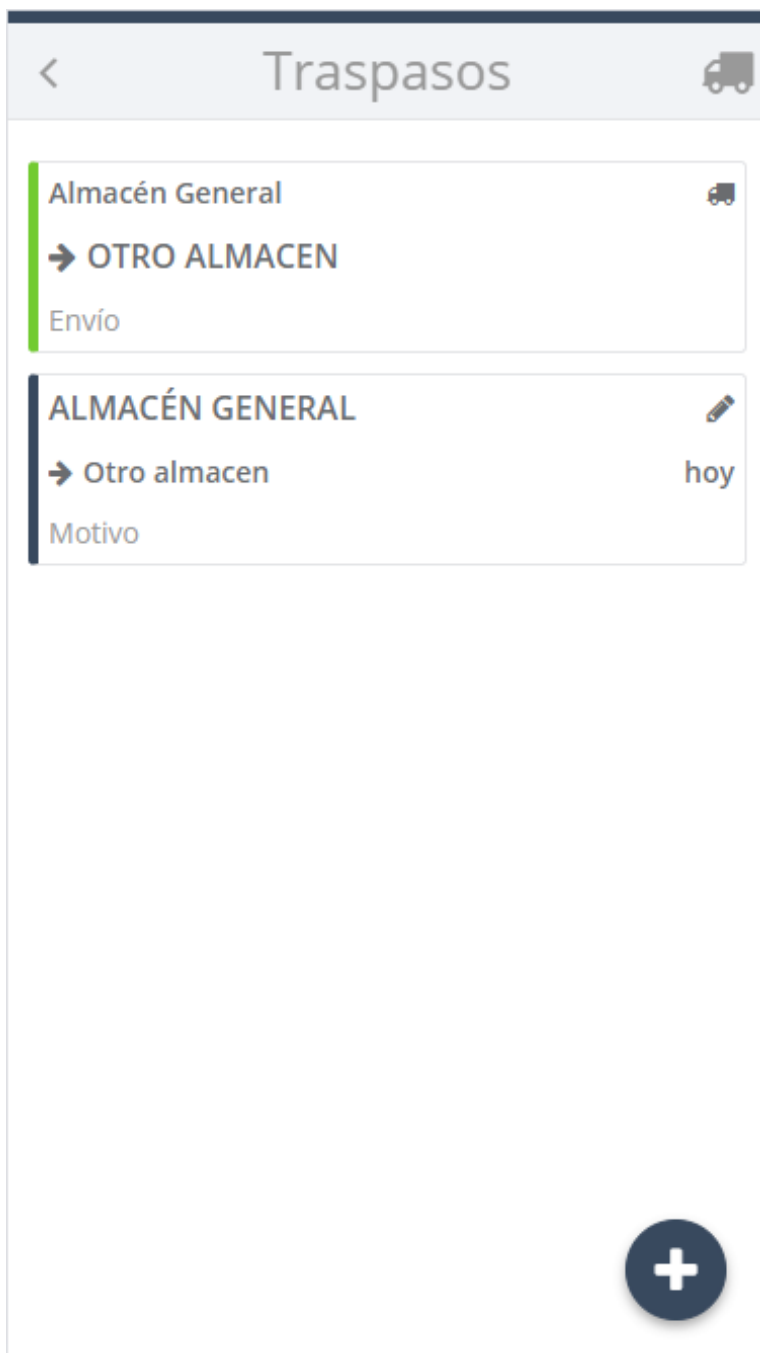 Traspasos
Almacén General
OTRO ALMACEN
Envío
ALMACÉN GENERAL
Otro almacen hoy
Motivo